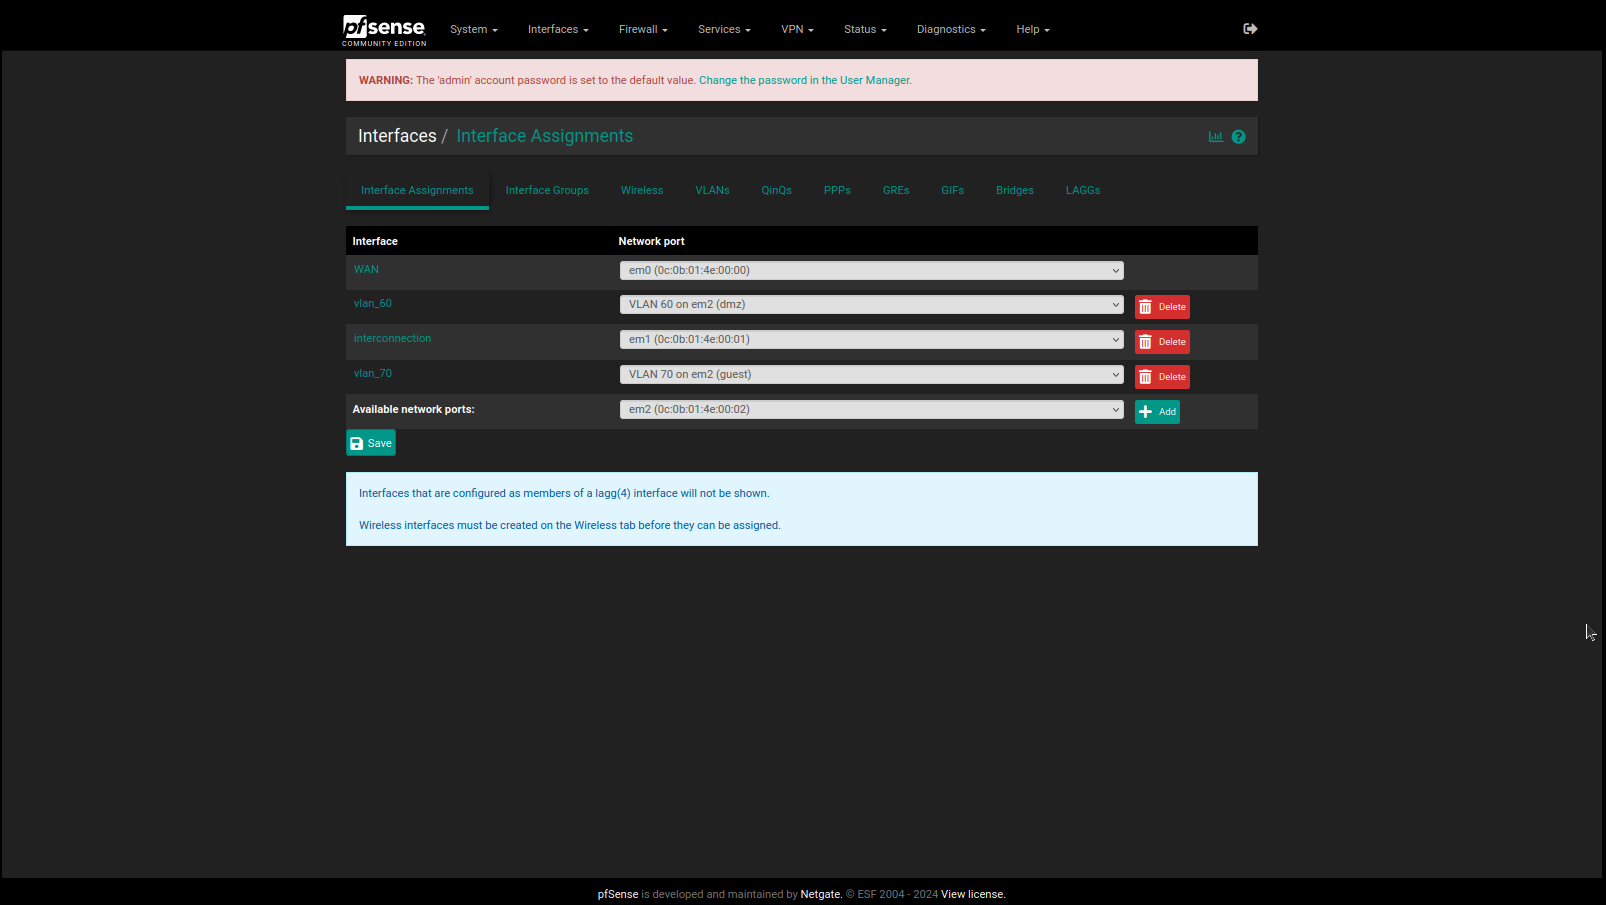 pfsense System Interfaces Firewall Services VPN Status Diagnostics Help
COMMUNITY EDITION
WARNING: The 'admin' account password is set to the default value. Change the password in the User Manager.
Interfaces / Interface Assignments
Interface Assignments Interface Groups Wireless VLANs QinQs PPPs GREs GIFs Bridges LAGGs
Interface Network port
WAN em0 (0c:0b:01:4e:00:00)
vlan_60 VLAN 60 on em2 (dmz) Delete
interconnection em1 (0c:0b:01:4e:00:01) Delete
vlan_70 VLAN 70 on em2 (guest) Delete
Available network ports: em2 (0c:0b:01:4e:00:02) Add
Save
Interfaces that are configured as members of a lagg(4) interface will not be shown.
Wireless interfaces must be created on the Wireless tab before they can be assigned.
pfSense is developed and maintained by Netgate. © ESF 2004 - 2024 View license.